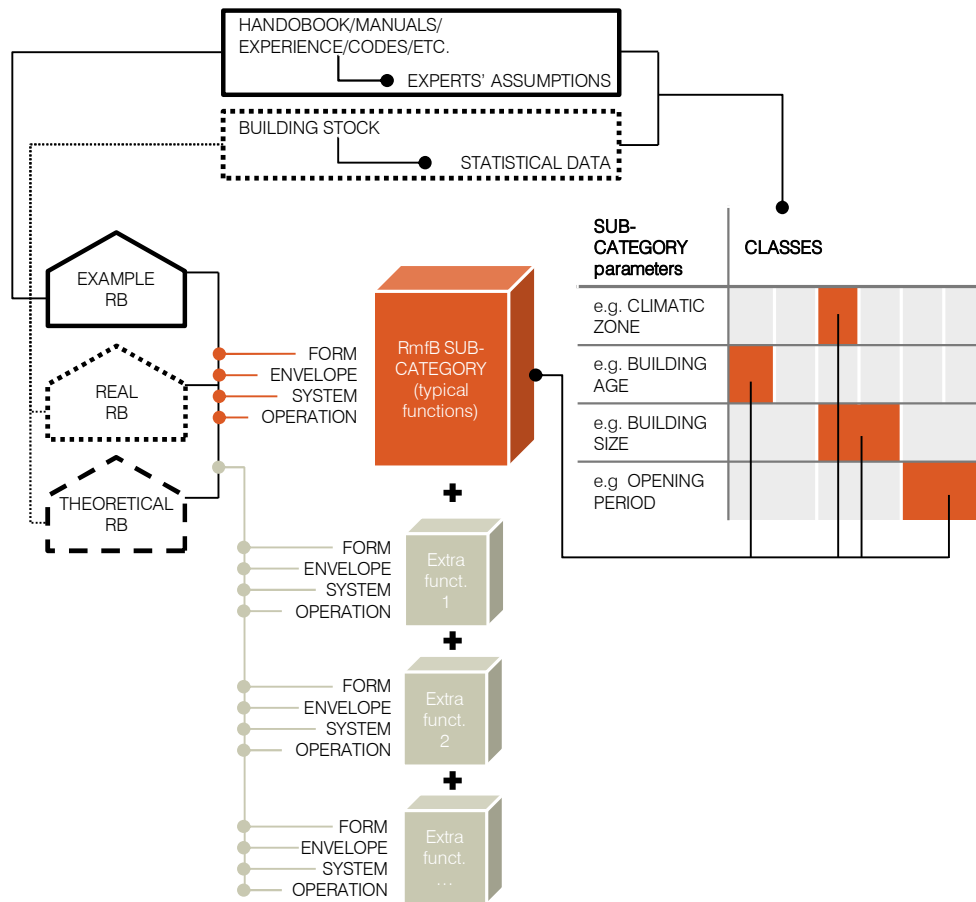 HANDOBOOK/MANUALS/
EXPERIENCE/CODES/ETC.
EXPERTS' ASSUMPTIONS
BUILDING STOCK
STATISTICAL DATA
SUB-
CATEGORY
parameters
CLASSES
e.g. CLIMATIC
ZONE
e.g. BUILDING
AGE
e.g. BUILDING
SIZE
e.g OPENING
PERIOD
EXAMPLE
RB
REAL
RB
THEORETICAL
RB
FORM
ENVELOPE
SYSTEM
OPERATION
RmfB SUB-
CATEGORY
(typical
functions)
+
FORM
ENVELOPE
SYSTEM
OPERATION
Extra
funct.
1
+
FORM
ENVELOPE
SYSTEM
OPERATION
Extra
funct.
2
+
FORM
ENVELOPE
SYSTEM
OPERATION
Extra
funct.
...